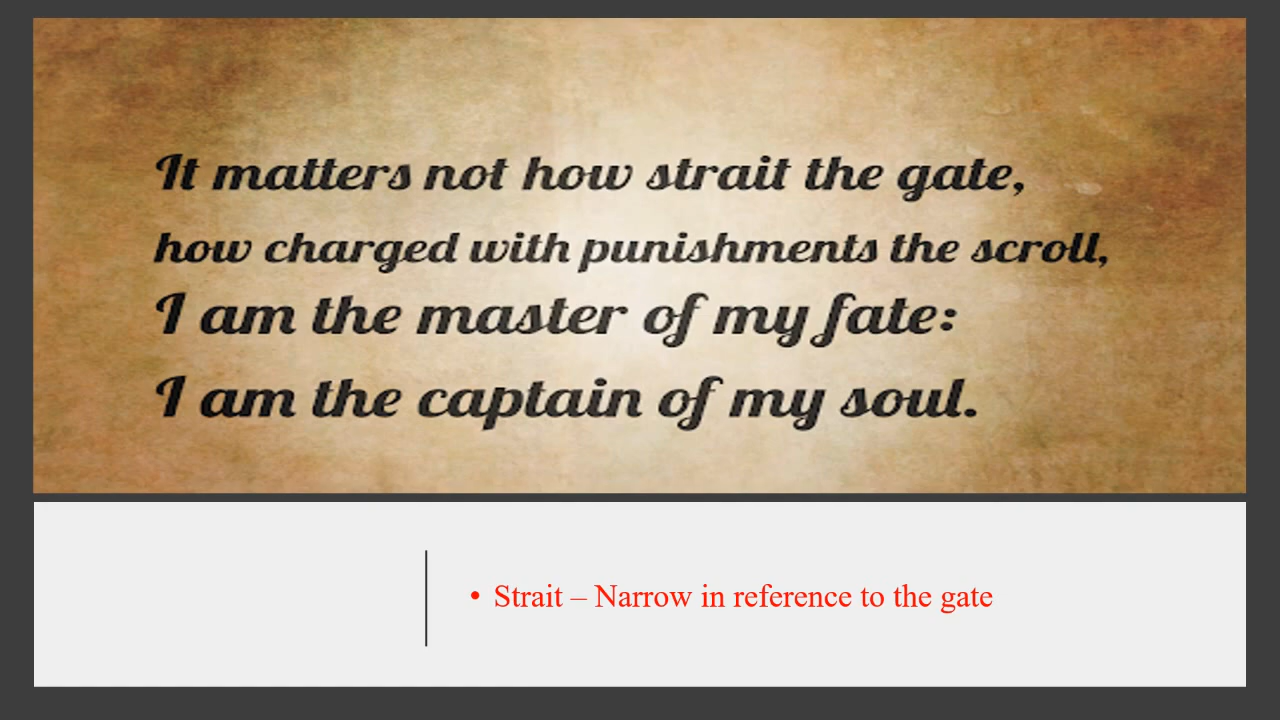 It matters not how strait the gate,
how charged with punishments the scroll,
I am the master of my fate:
I am the captain of my soul.
• Strait – Narrow in reference to the gate